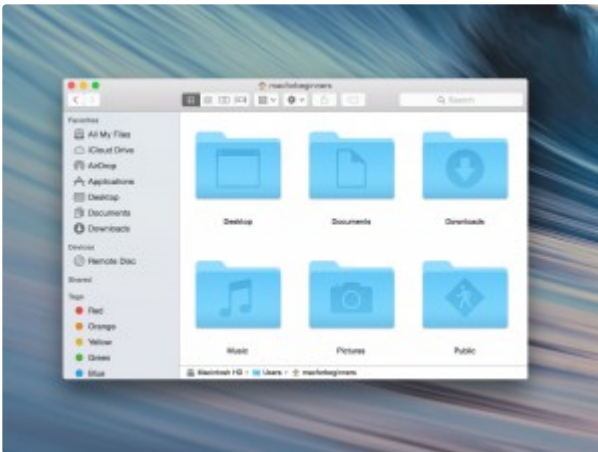 macforbeginners
Search
Favorites
All My Files
iCloud Drive
AirDrop
Applications
Desktop
Documents
Downloads
Devices
Remote Disc
Shared
Tags
Red
Orange
Yellow
Green
Blue
Desktop
Documents
Downloads
Music
Pictures
Public
Macintosh HD › Users › macforbeginners